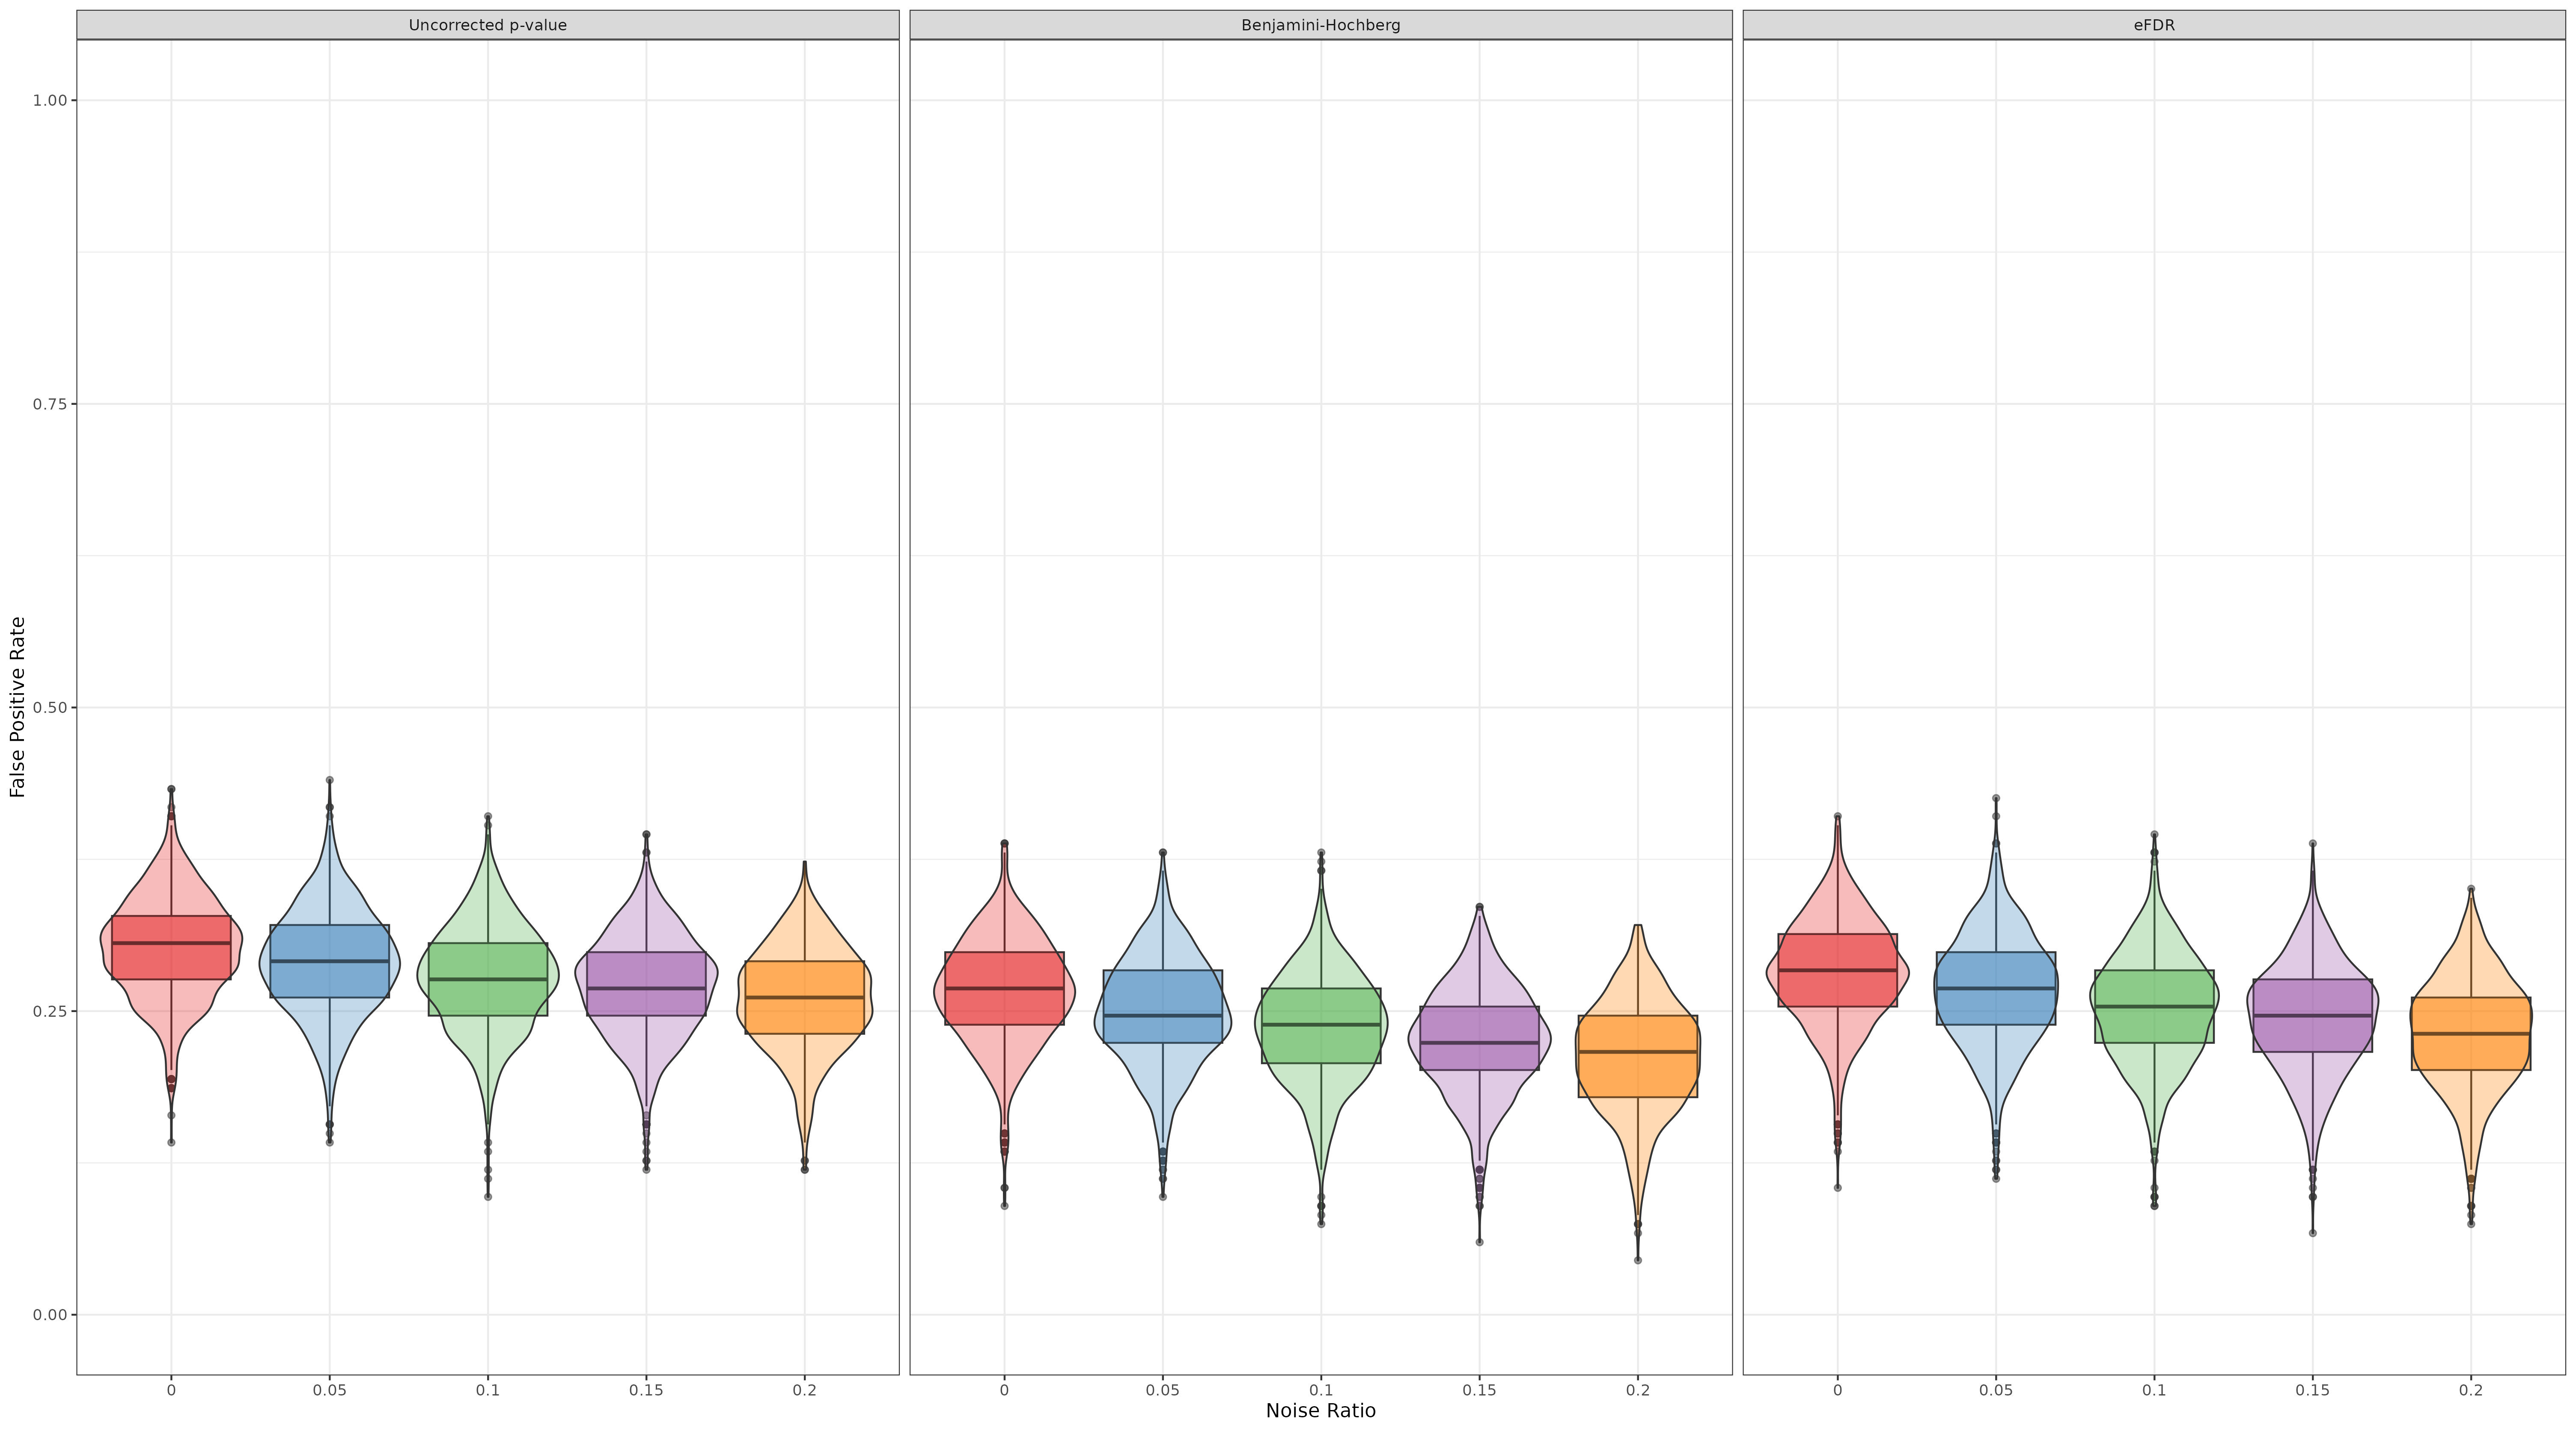 Uncorrected p-value
Benjamini-Hochberg
eFDR
False Positive Rate
1.00
0.75
0.50
0.25
0.00
0 0.05 0.1 0.15 0.2
0 0.05 0.1 0.15 0.2
0 0.05 0.1 0.15 0.2
Noise Ratio